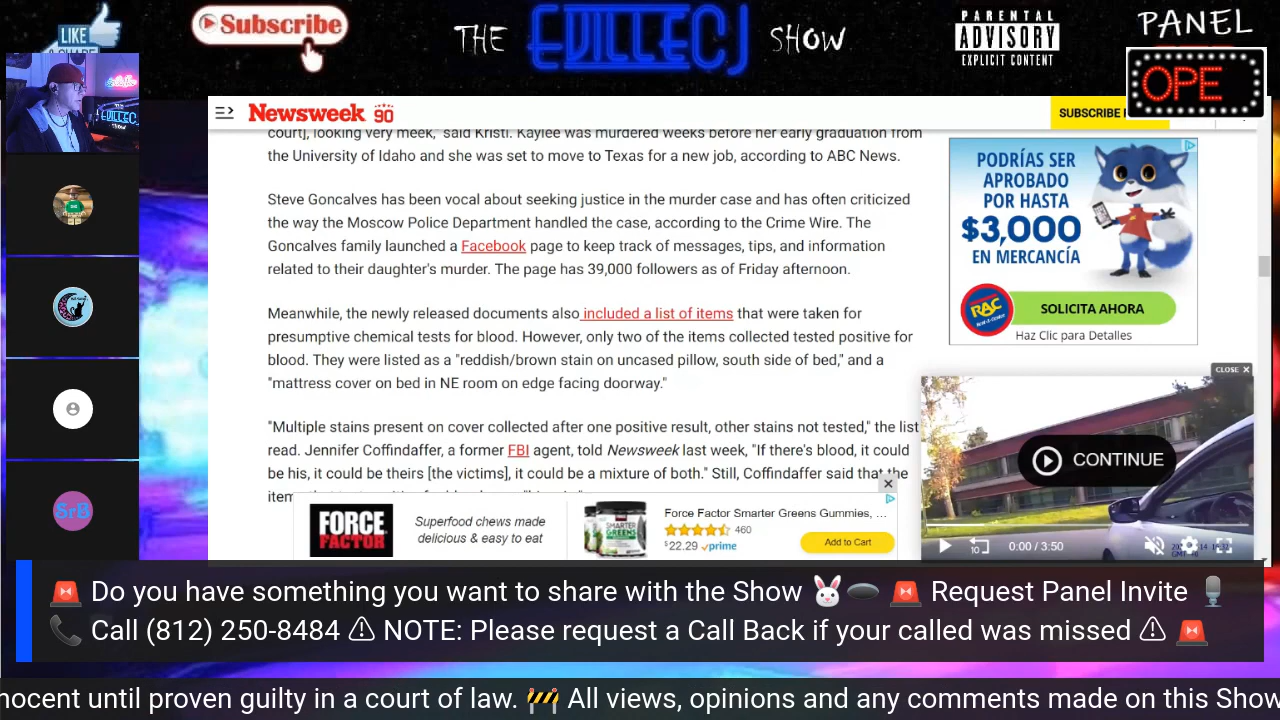 LIKE
& SHARE
Subscribe
THE EDIIECJ SHOW
PARENTAL
ADVISORY
EXPLICIT CONTENT
PANEL
OPE
Newsweek 90
SUBSCRIBE
court], looking very meek," said Kristi. Kaylee was murdered weeks before her early graduation from
the University of Idaho and she was set to move to Texas for a new job, according to ABC News.
Steve Goncalves has been vocal about seeking justice in the murder case and has often criticized
the way the Moscow Police Department handled the case, according to the Crime Wire. The
Goncalves family launched a Facebook page to keep track of messages, tips, and information
related to their daughter's murder. The page has 39,000 followers as of Friday afternoon.
Meanwhile, the newly released documents also included a list of items that were taken for
presumptive chemical tests for blood. However, only two of the items collected tested positive for
blood. They were listed as a "reddish/brown stain on uncased pillow, south side of bed," and a
"mattress cover on bed in NE room on edge facing doorway."
"Multiple stains present on cover collected after one positive result, other stains not tested," the list
read. Jennifer Coffindaffer, a former FBI agent, told Newsweek last week, "If there's blood, it could
be his, it could be theirs [the victims], it could be a mixture of both." Still, Coffindaffer said that the
PODRÍAS SER
APROBADO
POR HASTA
$3,000
EN MERCANCÍA
RAC
Rent-a-Center
SOLICITA AHORA
Haz Clic para Detalles
CLOSE X
CONTINUE
10 0:00 / 3:50
FORCE
FACTOR
Superfood chews made
delicious & easy to eat
SMARTER
GREENS
Force Factor Smarter Greens Gummies, ...
460
$22.29 prime
Add to Cart
SrB
🚨 Do you have something you want to share with the Show 🐰🕳️ 🚨 Request Panel Invite 🎙️
📞 Call (812) 250-8484 ⚠ NOTE: Please request a Call Back if your called was missed ⚠ 🚨
nocent until proven guilty in a court of law. 🚧 All views, opinions and any comments made on this Show